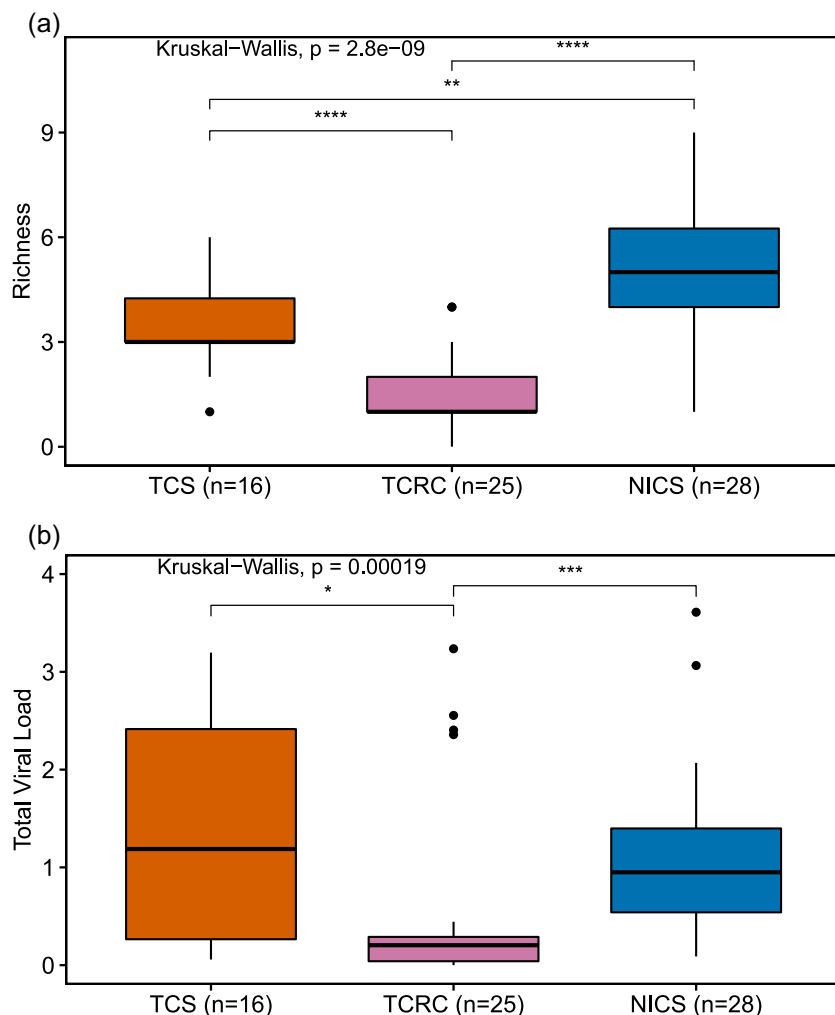 (a)
Kruskal−Wallis, p = 2.8e−09
****
**
****
9
6
3
0
Richness
TCS (n=16) TCRC (n=25) NICS (n=28)
(b)
Kruskal−Wallis, p = 0.00019
***
*
4
3
2
1
0
Total Viral Load
TCS (n=16) TCRC (n=25) NICS (n=28)